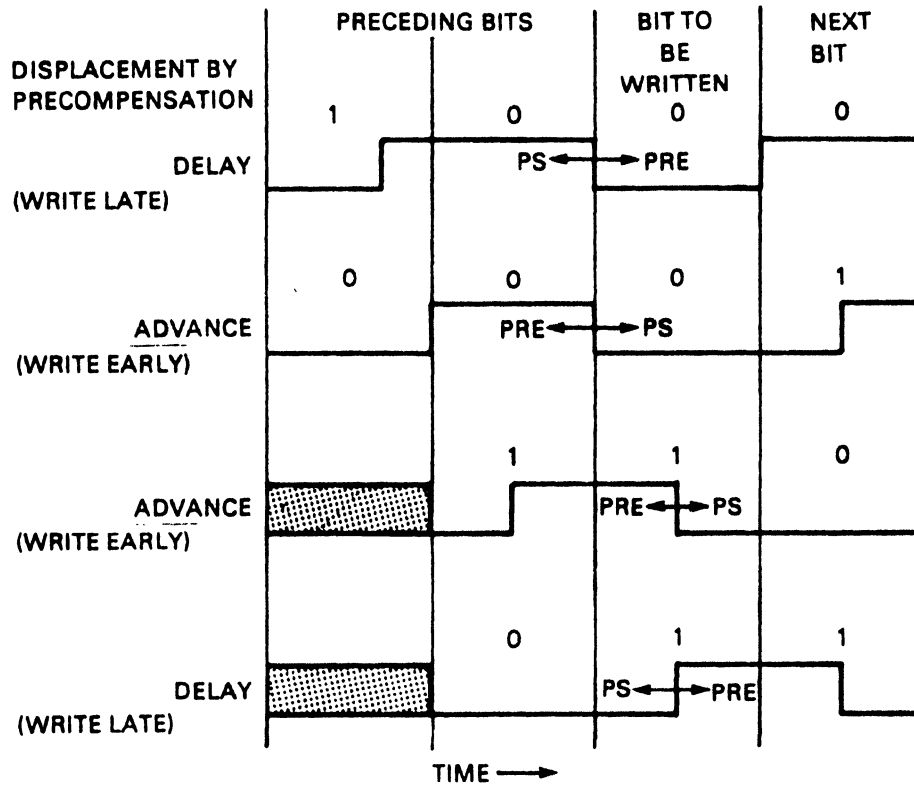 PRECEDING BITS
BIT TO
BE
WRITTEN
NEXT
BIT
DISPLACEMENT BY
PRECOMPENSATION
1 0 0 0
DELAY
(WRITE LATE)
PS PRE
0 0 0 1
ADVANCE
(WRITE EARLY)
PRE PS
1 1 0
ADVANCE
(WRITE EARLY)
PRE PS
0 1 1
DELAY
(WRITE LATE)
PS PRE
TIME